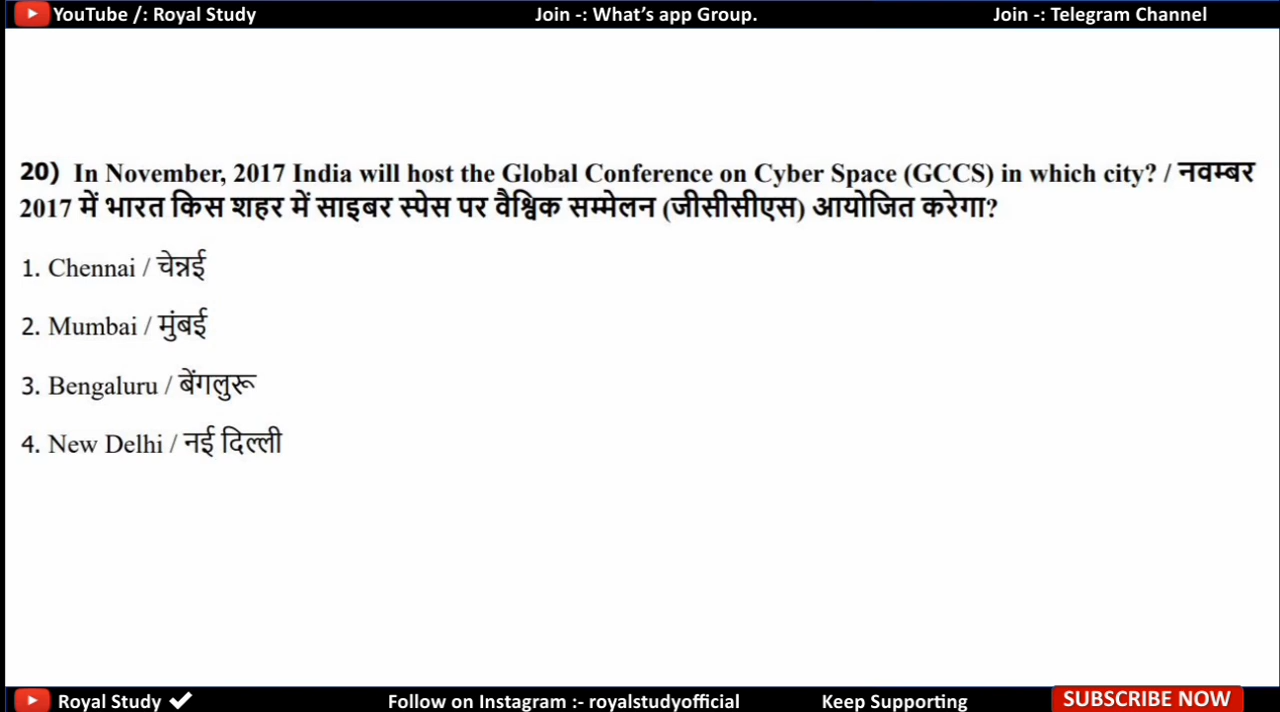 YouTube /: Royal Study Join -: What's app Group. Join -: Telegram Channel
20) In November, 2017 India will host the Global Conference on Cyber Space (GCCS) in which city? / नवम्बर
2017 में भारत किस शहर में साइबर स्पेस पर वैश्विक सम्मेलन (जीसीसीएस) आयोजित करेगा?
1. Chennai / चेन्नई
2. Mumbai / मुंबई
3. Bengaluru / बेंगलुरू
4. New Delhi / नई दिल्ली
Royal Study Follow on Instagram :- royalstudyofficial Keep Supporting SUBSCRIBE NOW